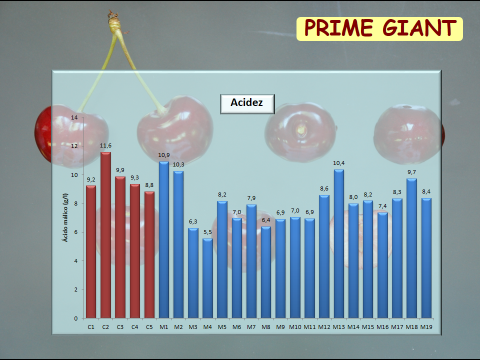 PRIME GIANT
Acidez
Ácido málico (g/l)
14
12
10
8
6
4
2
0
9,2 11,6 9,9 9,3 8,8 10,9 10,3 6,3 5,5 8,2 7,0 7,9 6,4 6,9 7,0 6,9 8,6 10,4 8,0 8,2 7,4 8,3 9,7 8,4
C1 C2 C3 C4 C5 M1 M2 M3 M4 M5 M6 M7 M8 M9 M10 M11 M12 M13 M14 M15 M16 M17 M18 M19